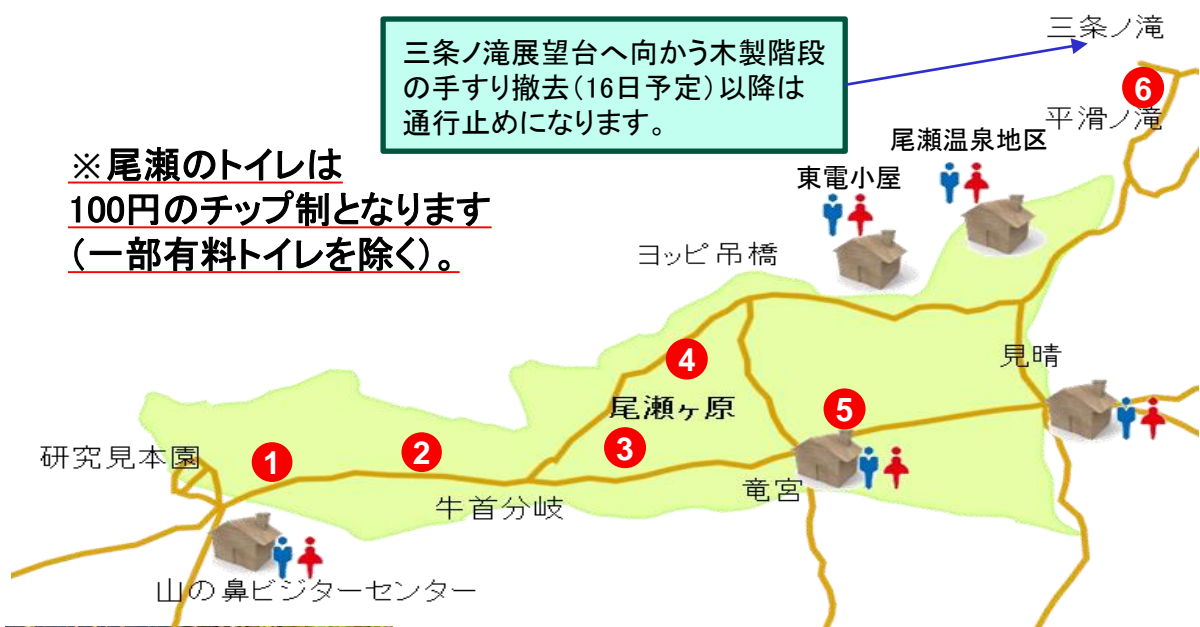 三条ノ滝
三条ノ滝展望台へ向かう木製階段
の手すり撤去(16日予定)以降は
通行止めになります。
6
平滑ノ滝
※尾瀬のトイレは
100円のチップ制となります
(一部有料トイレを除く)。
尾瀬温泉地区
東電小屋
ヨッピ吊橋
4
見晴
尾瀬ヶ原
5
研究見本園
1
2
3
牛首分岐
竜宮
山の鼻ビジターセンター